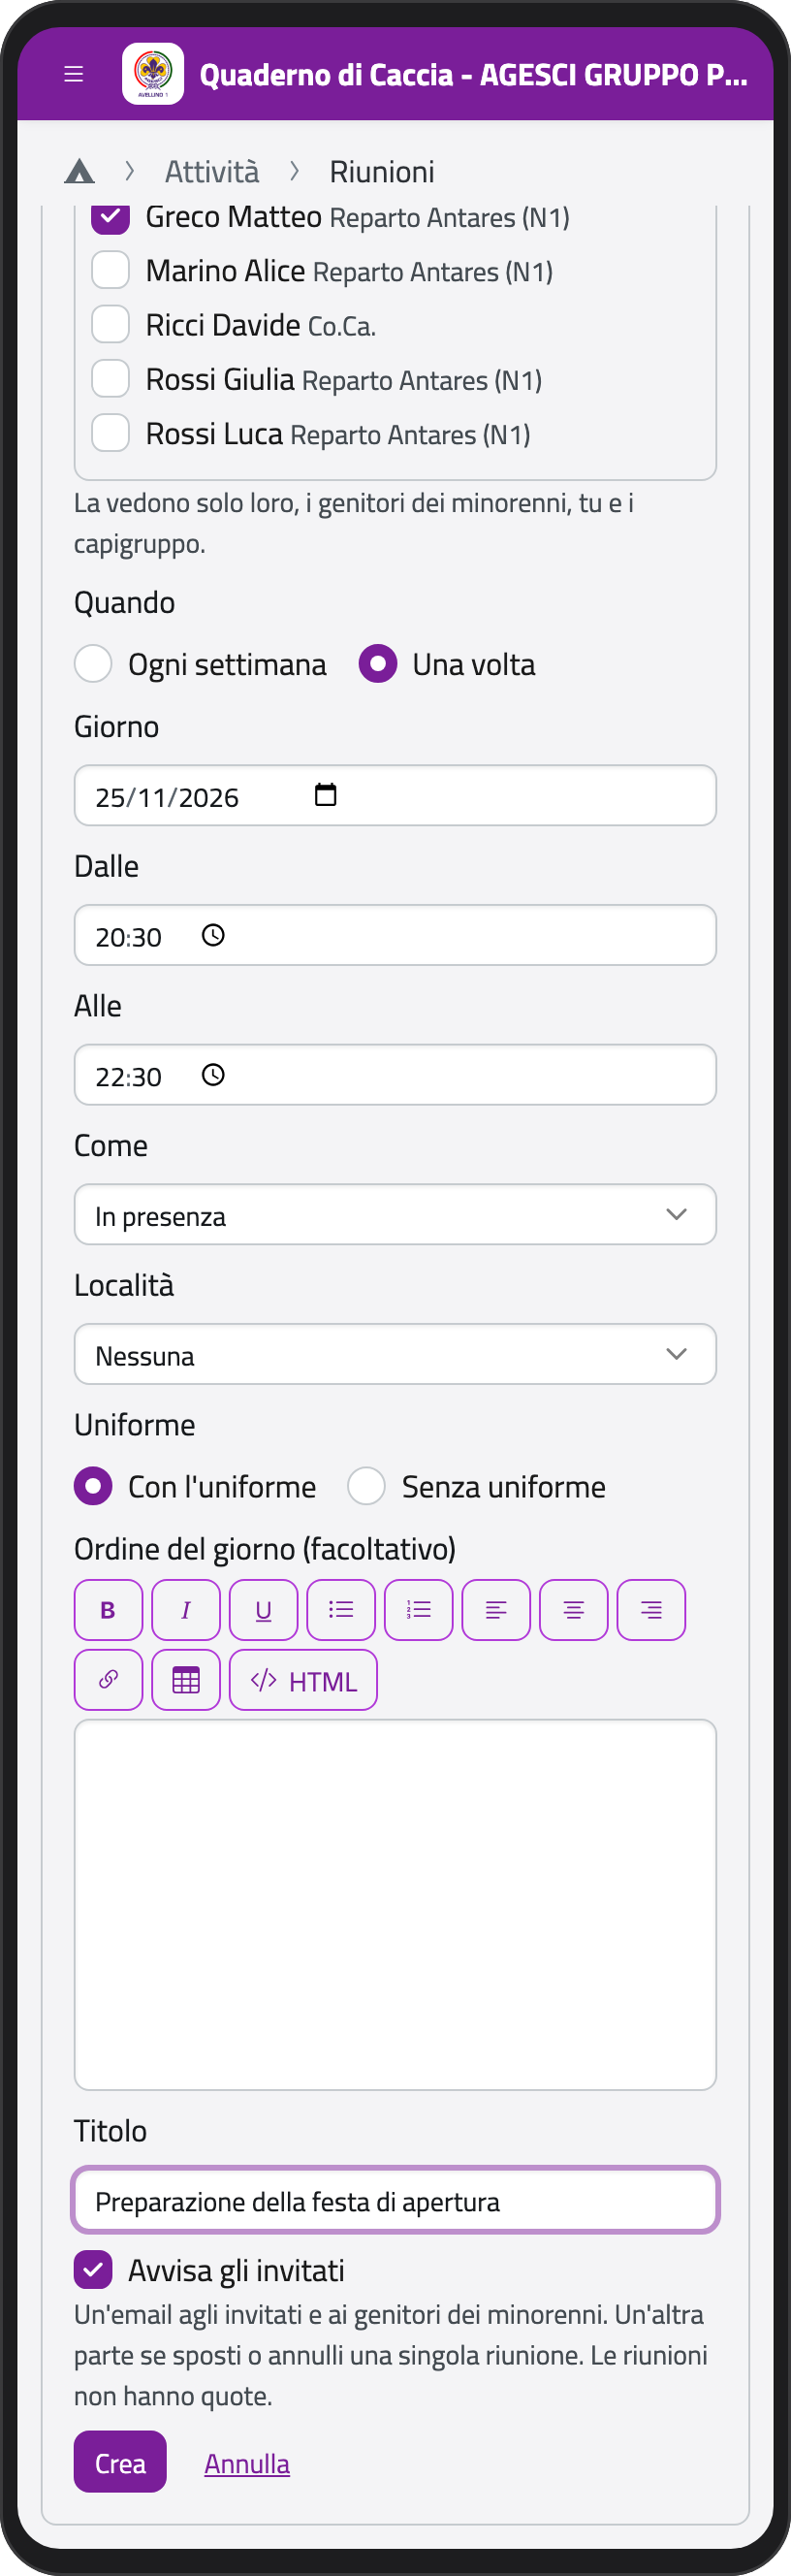 AVELLINO 1
Quaderno di Caccia - AGESCI GRUPPO P...
Attività
Riunioni
Greco Matteo Reparto Antares (N1)
Marino Alice Reparto Antares (N1)
Ricci Davide Co.Ca.
Rossi Giulia Reparto Antares (N1)
Rossi Luca Reparto Antares (N1)
La vedono solo loro, i genitori dei minorenni, tu e i
capigruppo.
Quando
Ogni settimana
Una volta
Giorno
25/11/2026
Dalle
20:30
Alle
22:30
Come
In presenza
Località
Nessuna
Uniforme
Con l'uniforme
Senza uniforme
Ordine del giorno (facoltativo)
B
I
U
</> HTML
Titolo
Preparazione della festa di apertura
Avvisa gli invitati
Un'email agli invitati e ai genitori dei minorenni. Un'altra
parte se sposti o annulli una singola riunione. Le riunioni
non hanno quote.
Crea
Annulla